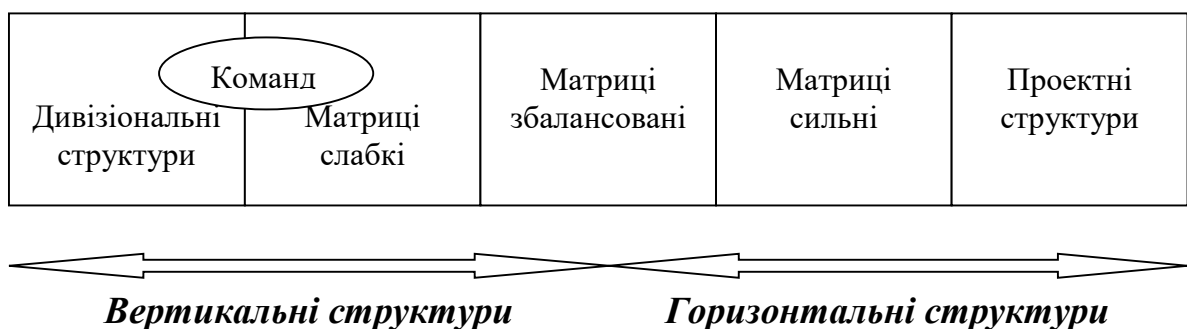 Команд
Дивізіональні
структури
Матриці
слабкі
Матриці
збалансовані
Матриці
сильні
Проектні
структури
Вертикальні структури
Горизонтальні структури